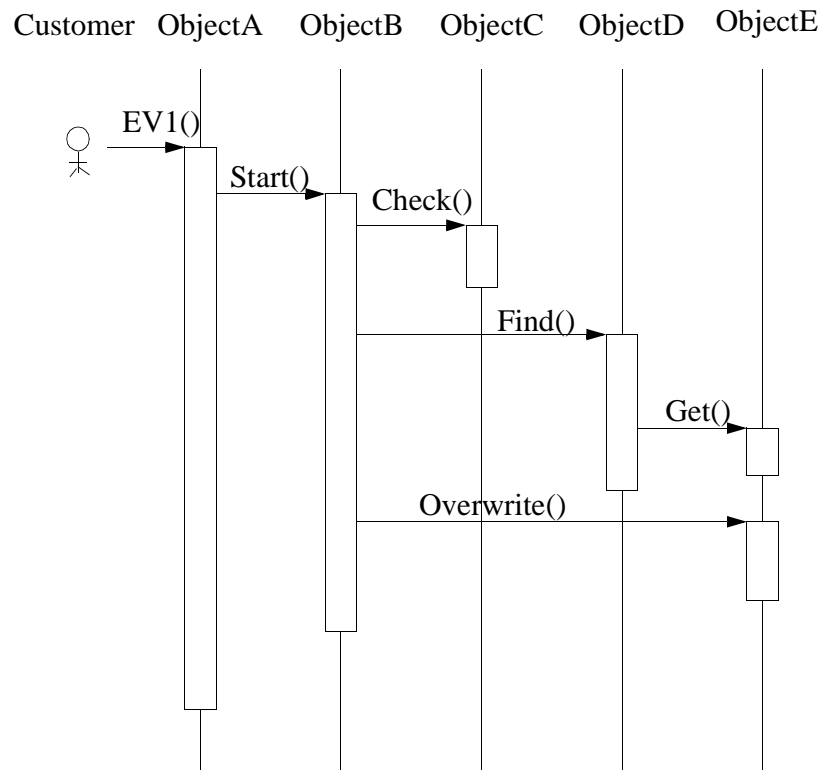 Customer ObjectA ObjectB ObjectC ObjectD ObjectE
EV1()
Start()
Check()
Find()
Get()
Overwrite()